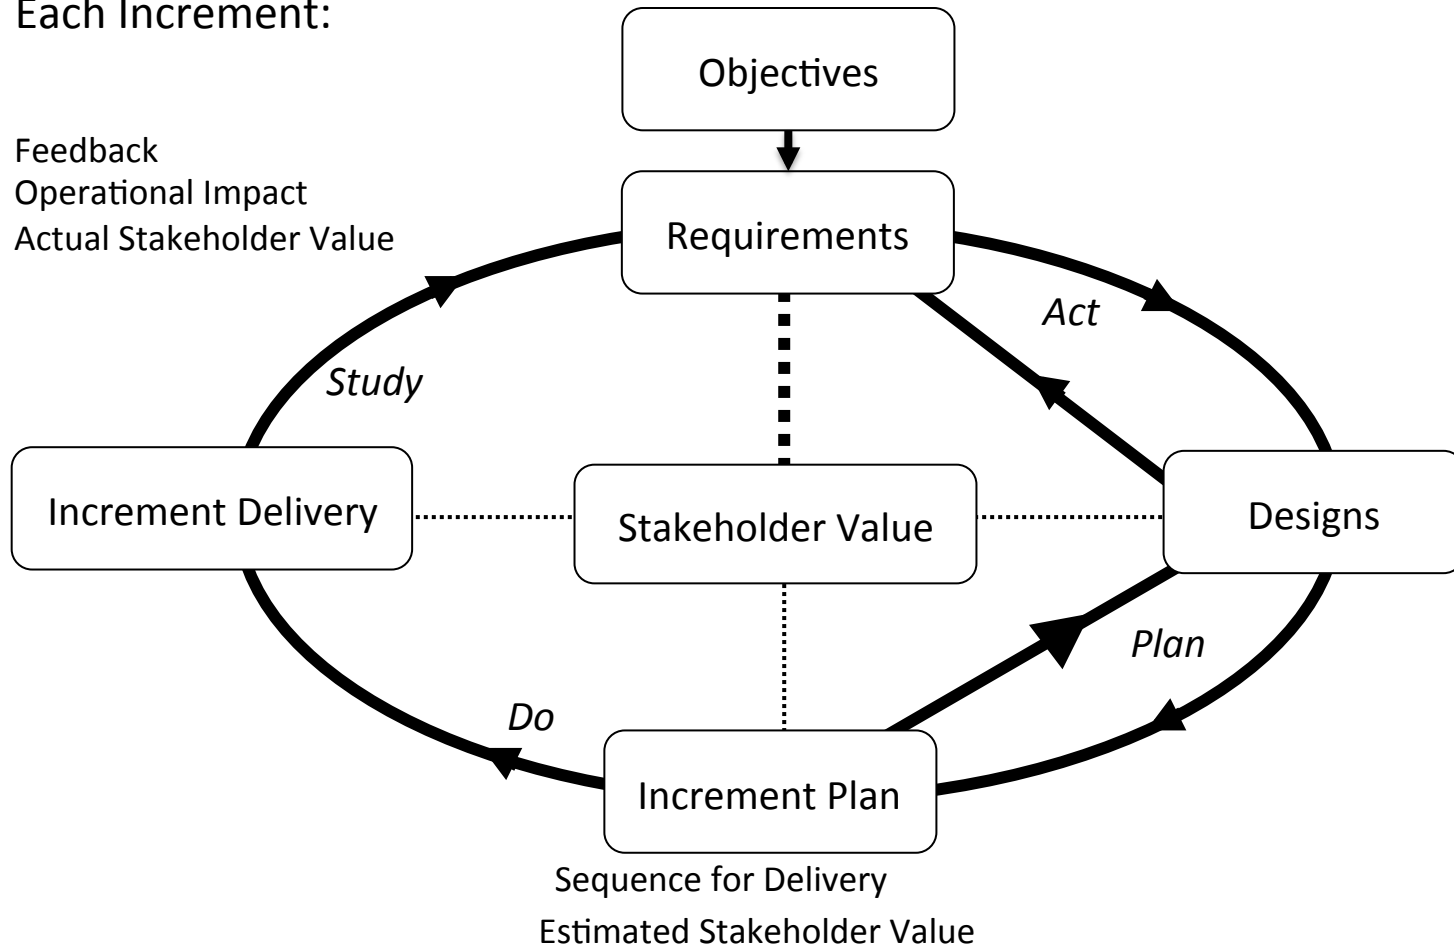 Each Increment:
Objectives
Feedback
Operational Impact
Actual Stakeholder Value
Requirements
Act
Study
Increment Delivery
Stakeholder Value
Designs
Plan
Do
Increment Plan
Sequence for Delivery
Estimated Stakeholder Value